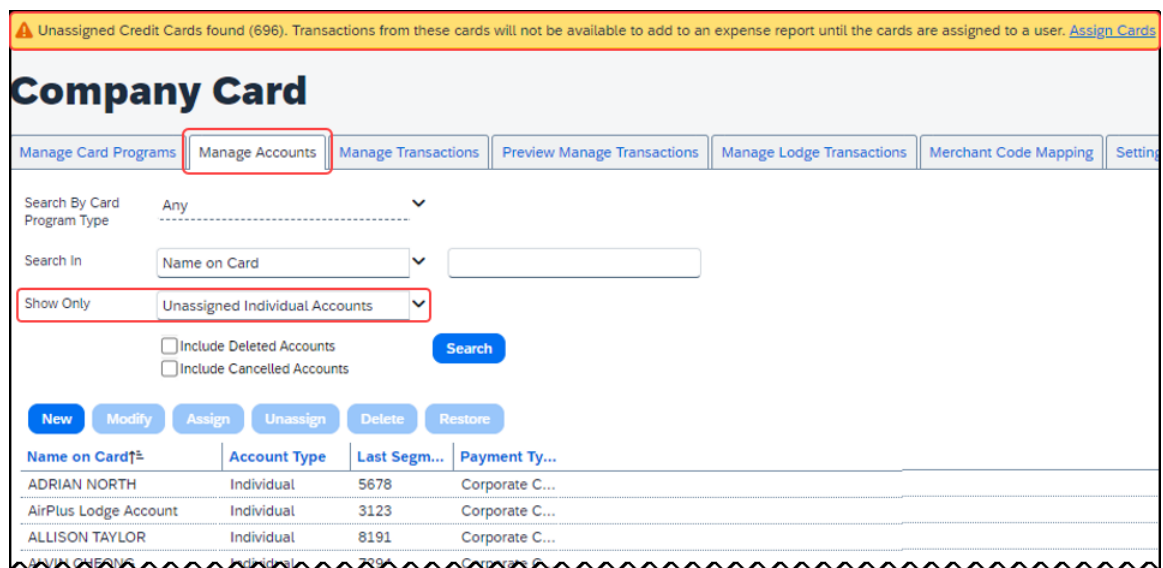 Unassigned Credit Cards found (696). Transactions from these cards will not be available to add to an expense report until the cards are assigned to a user. Assign Cards
Company Card
Manage Card Programs Manage Accounts Manage Transactions Preview Manage Transactions Manage Lodge Transactions Merchant Code Mapping Setting
Search By Card
Program Type
Any
Search In Name on Card
Show Only Unassigned Individual Accounts
Include Deleted Accounts
Search
Include Cancelled Accounts
New Modify Assign Unassign Delete Restore
Name on Card Account Type Last Segm... Payment Ty...
ADRIAN NORTH Individual 5678 Corporate C...
AirPlus Lodge Account Individual 3123 Corporate C...
ALLISON TAYLOR Individual 8191 Corporate C...